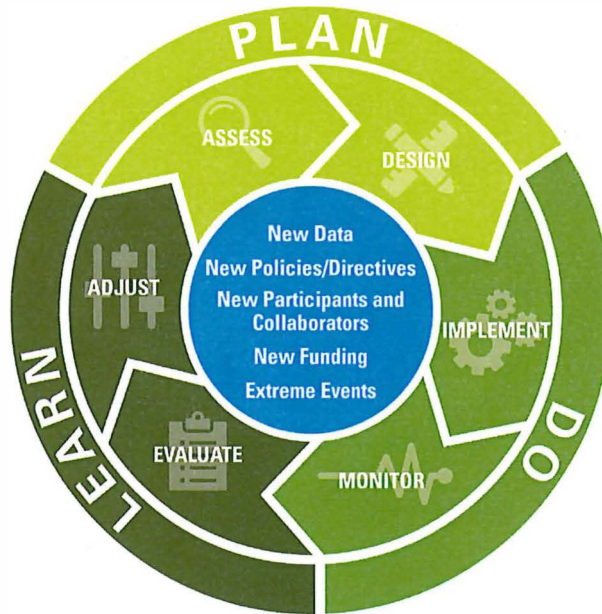 PLAN
ASSESS
DESIGN
New Data
New Policies/Directives
New Participants and
Collaborators
New Funding
Extreme Events
ADJUST
IMPLEMENT
EVALUATE
MONITOR
LEARN
DO